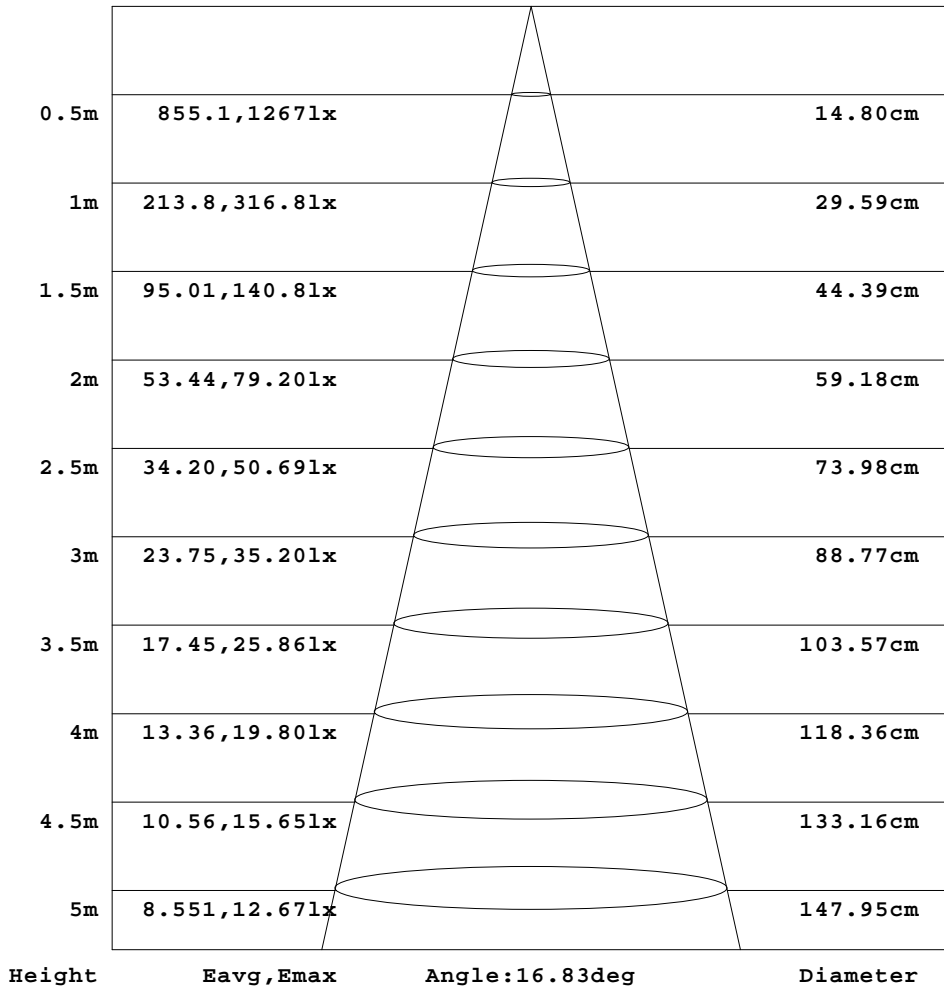 0.5m 855.1,1267lx 14.80cm
1m 213.8,316.8lx 29.59cm
1.5m 95.01,140.8lx 44.39cm
2m 53.44,79.20lx 59.18cm
2.5m 34.20,50.69lx 73.98cm
3m 23.75,35.20lx 88.77cm
3.5m 17.45,25.86lx 103.57cm
4m 13.36,19.80lx 118.36cm
4.5m 10.56,15.65lx 133.16cm
5m 8.551,12.67lx 147.95cm
Height Eavg,Emax Angle:16.83deg Diameter